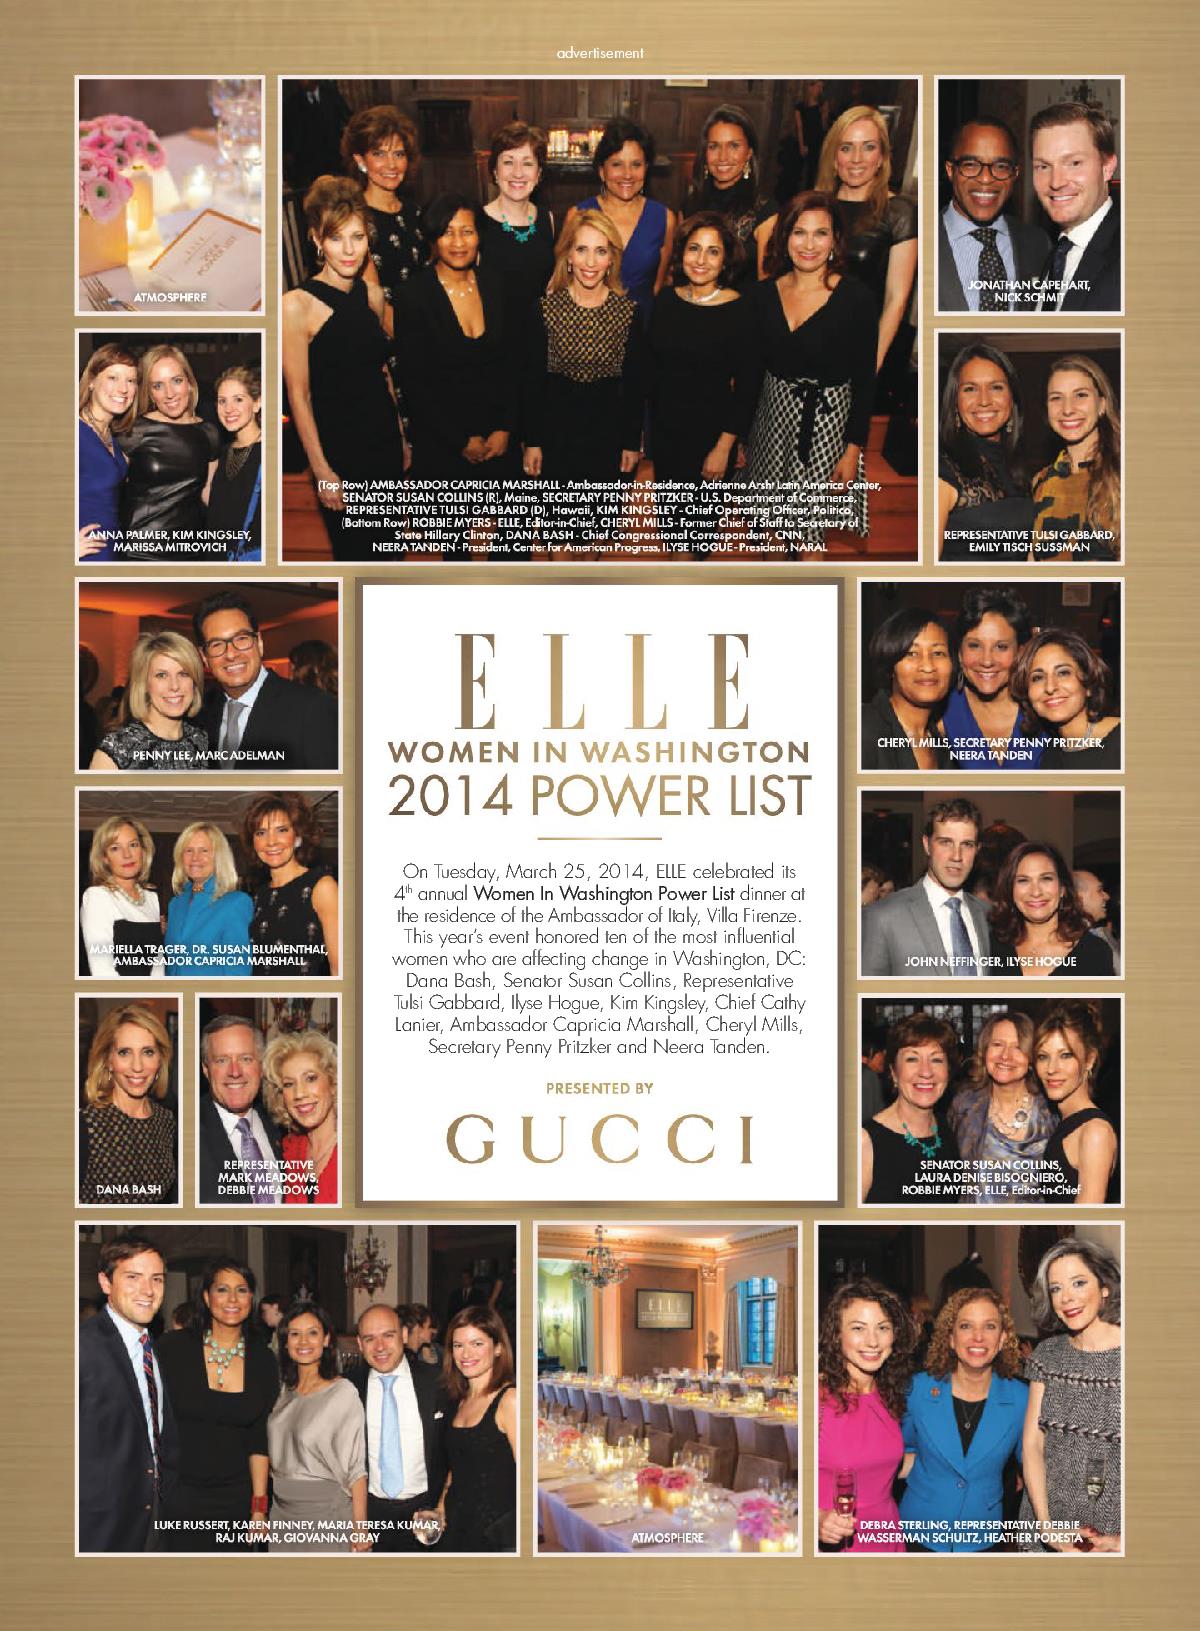 advertisement
ELLE
POWER LIST
ATMOSPHERE
(Top Row) AMBASSADOR CAPRICIA MARSHALL - Ambassador-in-Residence, Adrienne Arsht Latin America Center,
SENATOR SUSAN COLLINS (R), Maine, SECRETARY PENNY PRITZKER - U.S. Department of Commerce,
REPRESENTATIVE TULSI GABBARD (D), Hawaii, KIM KINGSLEY - Chief Operating Officer, Politico,
(Bottom Row) ROBBIE MYERS - ELLE, Editor-in-Chief, CHERYL MILLS - Former Chief of Staff to Secretary of
State Hillary Clinton, DANA BASH - Chief Congressional Correspondent, CNN,
NEERA TANDEN - President, Center for American Progress, ILYSE HOGUE - President, NARAL
JONATHAN CAPEHART,
NICK SCHMIT
ANNA PALMER, KIM KINGSLEY,
MARISSA MITROVICH
REPRESENTATIVE TULSI GABBARD,
EMILY TISCH SUSSMAN
PENNY LEE, MARC ADELMAN
CHERYL MILLS, SECRETARY PENNY PRITZKER,
NEERA TANDEN
MARIELLA TRAGER, DR. SUSAN BLUMENTHAL,
AMBASSADOR CAPRICIA MARSHALL
JOHN NEFFINGER, ILYSE HOGUE
DANA BASH
REPRESENTATIVE
MARK MEADOWS,
DEBBIE MEADOWS
ELLE
WOMEN IN WASHINGTON
2014 POWER LIST
On Tuesday, March 25, 2014, ELLE celebrated its
4th annual Women In Washington Power List dinner at
the residence of the Ambassador of Italy, Villa Firenze.
This year's event honored ten of the most influential
women who are affecting change in Washington, DC:
Dana Bash, Senator Susan Collins, Representative
Tulsi Gabbard, Ilyse Hogue, Kim Kingsley, Chief Cathy
Lanier, Ambassador Capricia Marshall, Cheryl Mills,
Secretary Penny Pritzker and Neera Tanden.
PRESENTED BY
GUCCI
SENATOR SUSAN COLLINS,
LAURA DENISE BISOGNIERO,
ROBBIE MYERS, ELLE, Editor-in-Chief
LUKE RUSSERT, KAREN FINNEY, MARIA TERESA KUMAR,
RAJ KUMAR, GIOVANNA GRAY
ELLE
ATMOSPHERE
DEBRA STERLING, REPRESENTATIVE DEBBIE
WASSERMAN SCHULTZ, HEATHER PODESTA